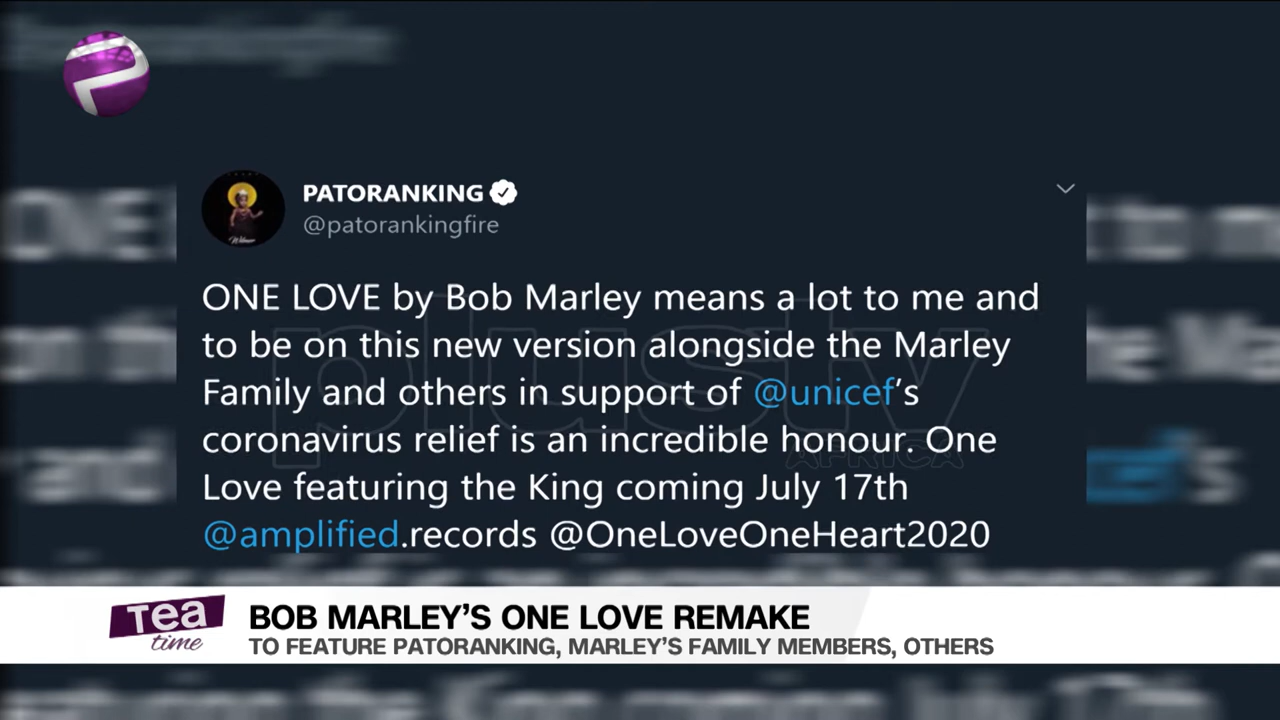 PATORANKING
@patorankingfire
ONE LOVE by Bob Marley means a lot to me and
to be on this new version alongside the Marley
Family and others in support of @unicef's
coronavirus relief is an incredible honour. One
Love featuring the King coming July 17th
@amplified.records @OneLoveOneHeart2020
plustv
AFRICA
Tea
time
BOB MARLEY'S ONE LOVE REMAKE
TO FEATURE PATORANKING, MARLEY'S FAMILY MEMBERS, OTHERS